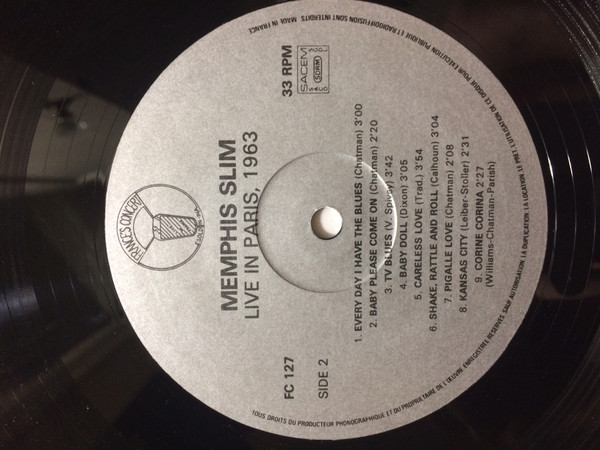 FRANCE'S CONCERT
MEMPHIS SLIM
LIVE IN PARIS, 1963
FC 127
SIDE 2
33 RPM
SACEM
SDRM
SACD
SGDL
1. EVERY DAY I HAVE THE BLUES (Chatman) 3'00
2. BABY PLEASE COME ON (Chatman) 2'20
3. TV BLUES (V. Spivey) 3'42
4. BABY DOLL (Dixon) 3'05
5. CARELESS LOVE (Trad.) 3'54
6. SHAKE, RATTLE AND ROLL (Calhoun) 3'04
7. PIGALLE LOVE (Chatman) 2'08
8. KANSAS CITY (Leiber-Stoller) 2'31
9. CORINE CORINA 2'27
(Williams-Chatman-Parish)
TOUS DROITS DU PRODUCTEUR PHONOGRAPHIQUE ET DU PROPRIETAIRE DE L'OEUVRE ENREGISTREE RESERVES SAUF AUTORISATION LA DUPLICATION LA LOCATION LE PRET L'UTILISATION DE CE DISQUE POUR EXECUTION PUBLIQUE ET RADIODIFFUSION SONT INTERDITS MADE IN FRANCE